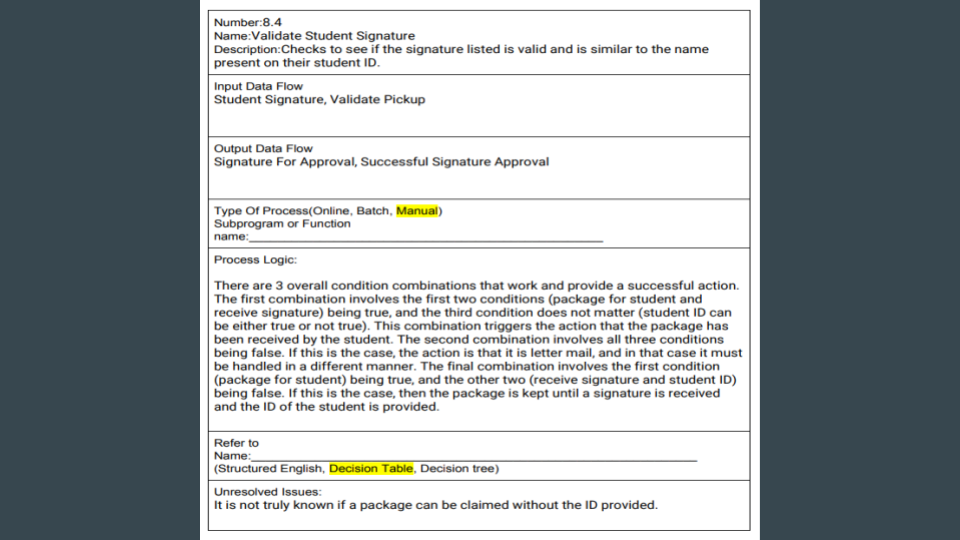 Number:8.4
Name:Validate Student Signature
Description:Checks to see if the signature listed is valid and is similar to the name
present on their student ID.
Input Data Flow
Student Signature, Validate Pickup
Output Data Flow
Signature For Approval, Successful Signature Approval
Type Of Process(Online, Batch, Manual)
Subprogram or Function
name:
Process Logic:
There are 3 overall condition combinations that work and provide a successful action.
The first combination involves the first two conditions (package for student and
receive signature) being true, and the third condition does not matter (student ID can
be either true or not true). This combination triggers the action that the package has
been received by the student. The second combination involves all three conditions
being false. If this is the case, the action is that it is letter mail, and in that case it must
be handled in a different manner. The final combination involves the first condition
(package for student) being true, and the other two (receive signature and student ID)
being false. If this is the case, then the package is kept until a signature is received
and the ID of the student is provided.
Refer to
Name:
(Structured English, Decision Table, Decision tree)
Unresolved Issues:
It is not truly known if a package can be claimed without the ID provided.